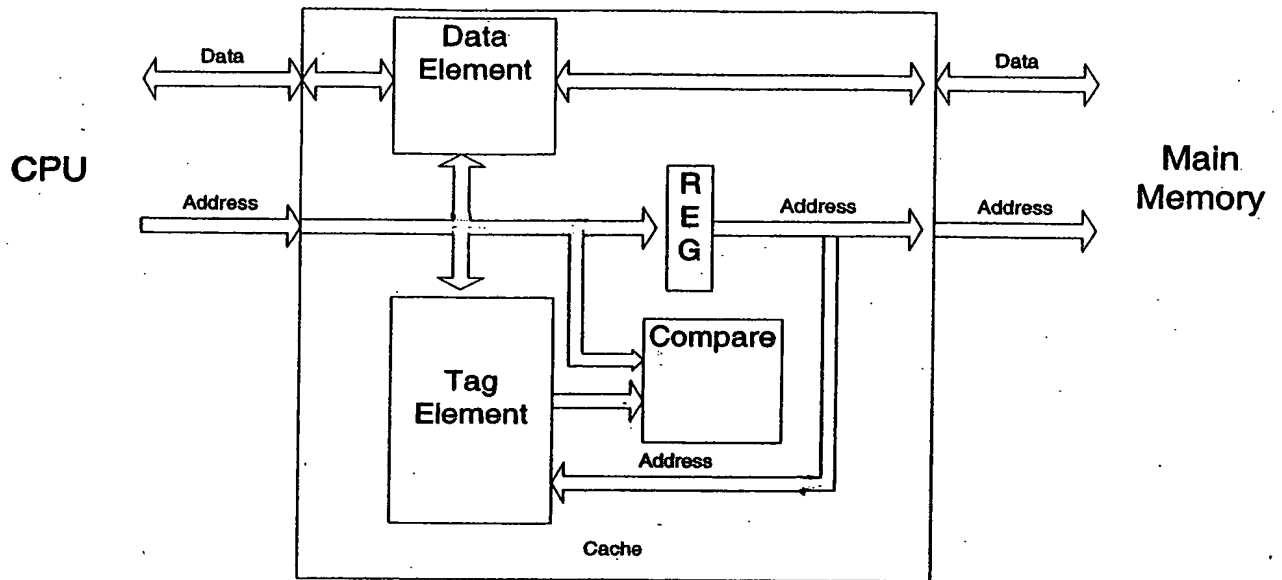 Data
Element
Data
Data
CPU
Main
Memory
Address
R
E
G
Address
Address
Compare
Tag
Element
Address
Cache